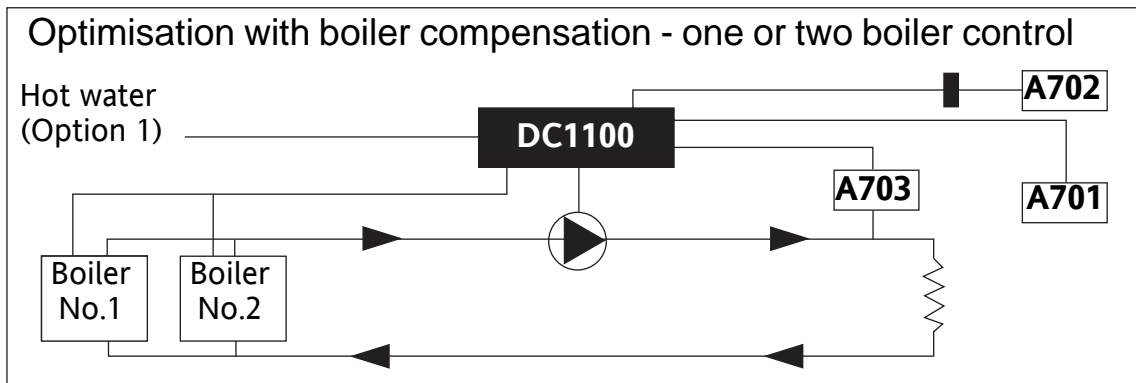 Optimisation with boiler compensation - one or two boiler control
Hot water
(Option 1)
DC1100
A702
A703
A701
Boiler
No.1
Boiler
No.2